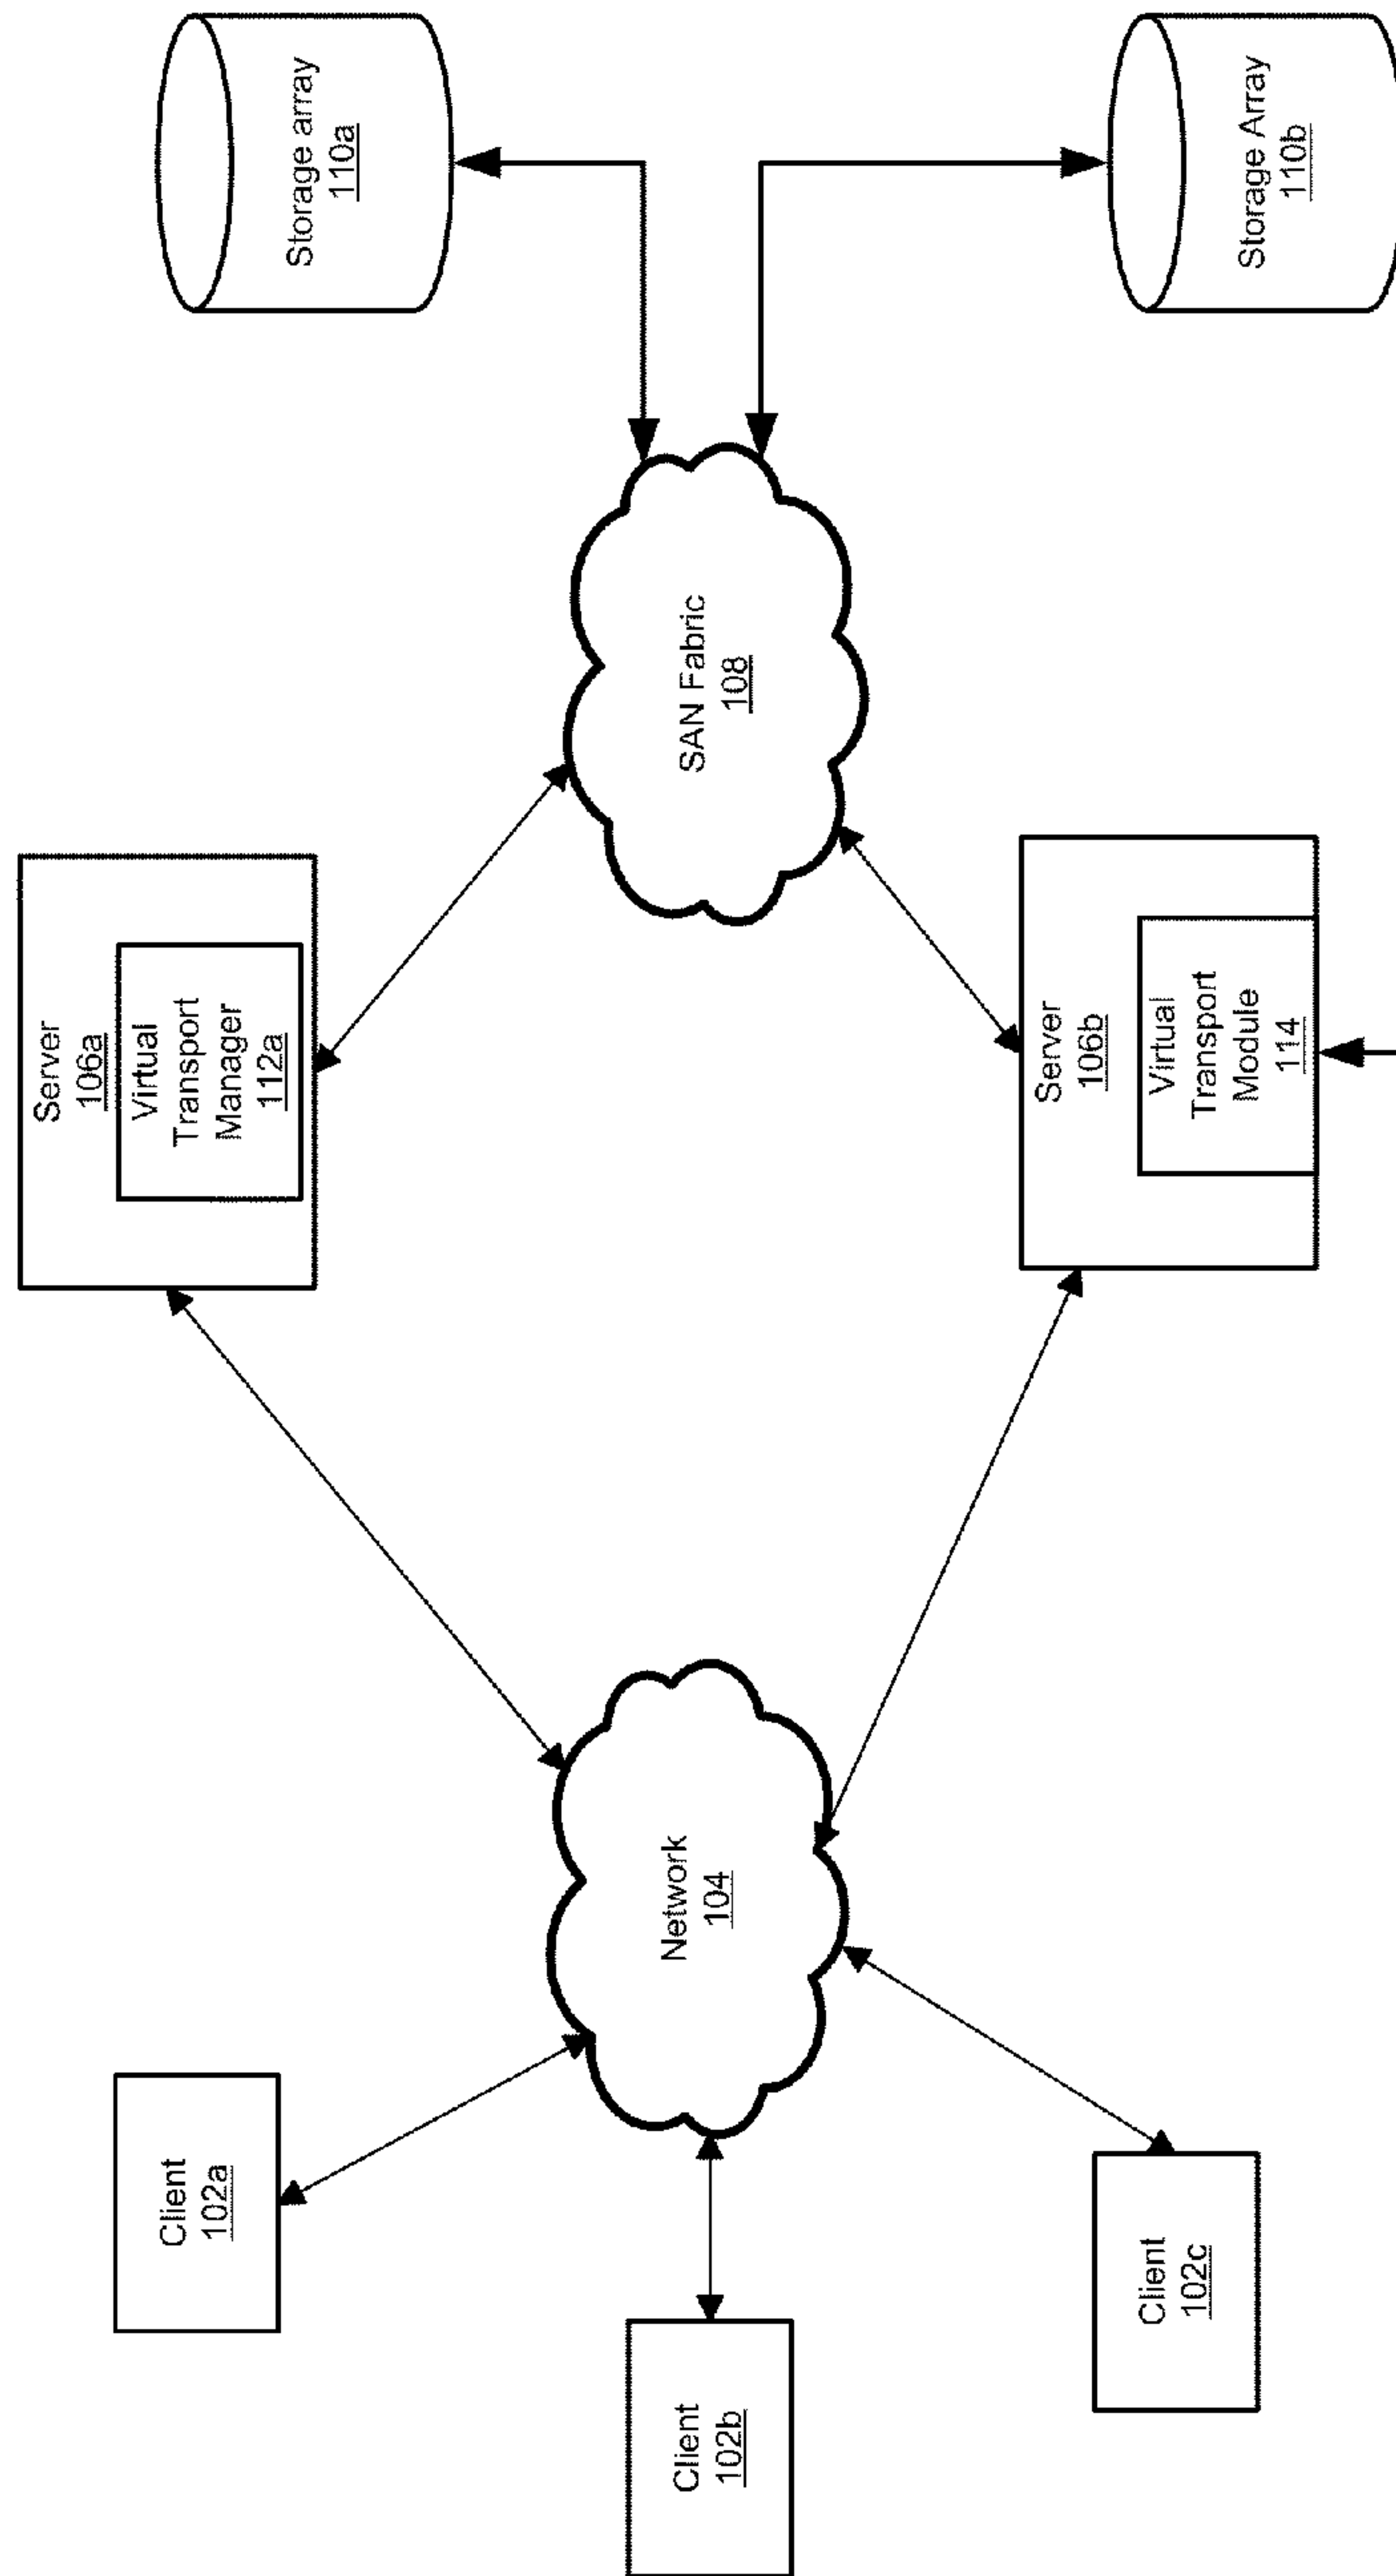 Client
102a
Client
102b
Client
102c
Network
104
Server
106a
Virtual
Transport
Manager
112a
Server
106b
Virtual
Transport
Module
114
SAN Fabric
108
Storage array
110a
Storage Array
110b